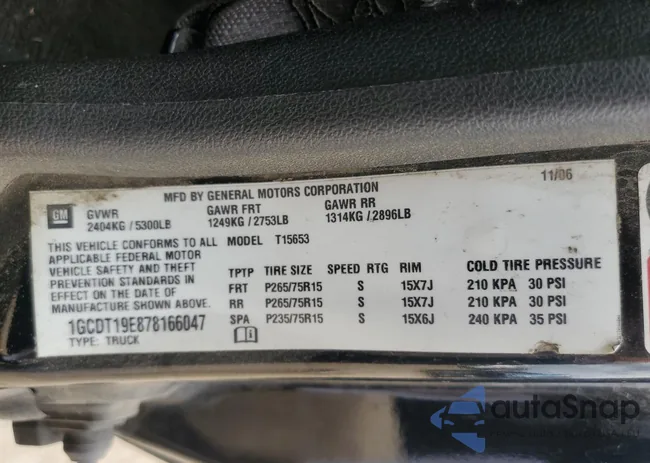 MFD BY GENERAL MOTORS CORPORATION 11/06
GM
GVWR GAWR FRT GAWR RR
2404KG / 5300LB 1249KG / 2753LB 1314KG / 2896LB
THIS VEHICLE CONFORMS TO ALL MODEL T15653
APPLICABLE FEDERAL MOTOR
VEHICLE SAFETY AND THEFT
PREVENTION STANDARDS IN
EFFECT ON THE DATE OF
MANUFACTURE SHOWN ABOVE.
1GCDT19E878166047
TYPE: TRUCK
TPTP TIRE SIZE SPEED RTG RIM COLD TIRE PRESSURE
FRT P265/75R15 S 15X7J 210 KPA 30 PSI
RR P265/75R15 S 15X7J 210 KPA 30 PSI
SPA P235/75R15 S 15X6J 240 KPA 35 PSI
autoSnap